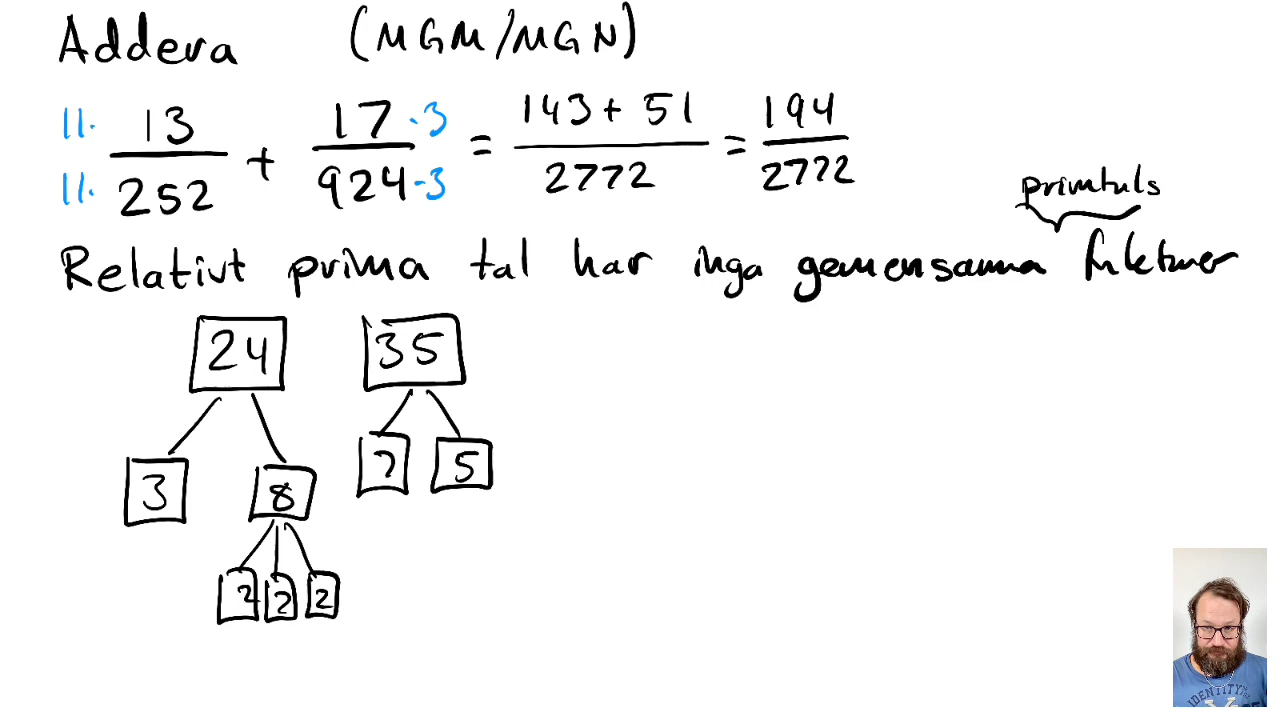 Addera (MGM/MGN)
11· 13/252 ·11 + 17/924 ·3 ·3 = 143 + 51/2772 = 194/2772
primtals
Relativt prima tal har inga gemensamma faktorer
24 35
3 8 7 5
2 2 2
IDENTITY